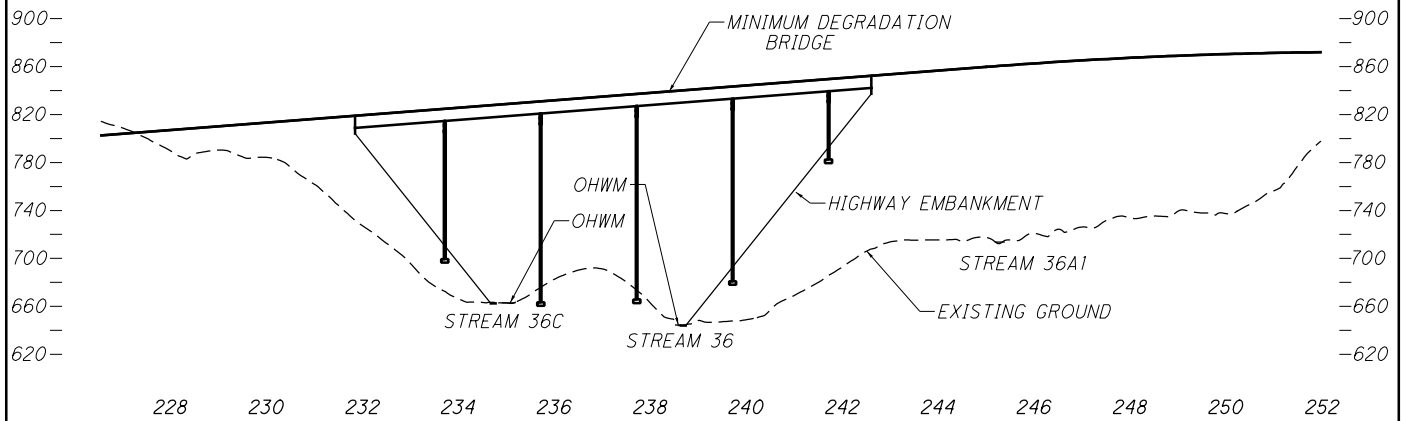 900– –900
MINIMUM DEGRADATION
BRIDGE
860– –860
820– –820
780– –780
OHWM
740– HIGHWAY EMBANKMENT –740
OHWM
700– STREAM 36A1 –700
660– –660
EXISTING GROUND
STREAM 36C
STREAM 36
620– –620
228 230 232 234 236 238 240 242 244 246 248 250 252